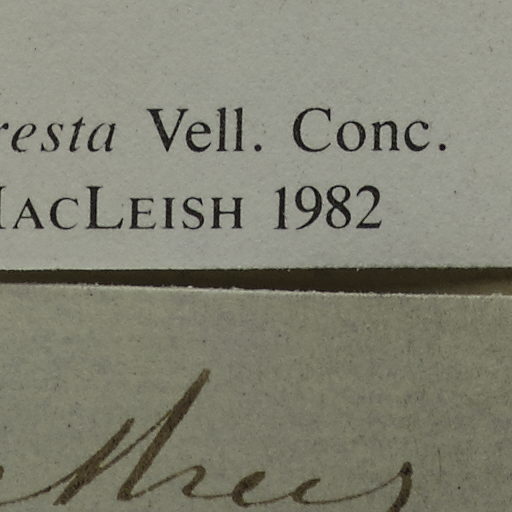 resta Vell. Conc.
MacLeish 1982